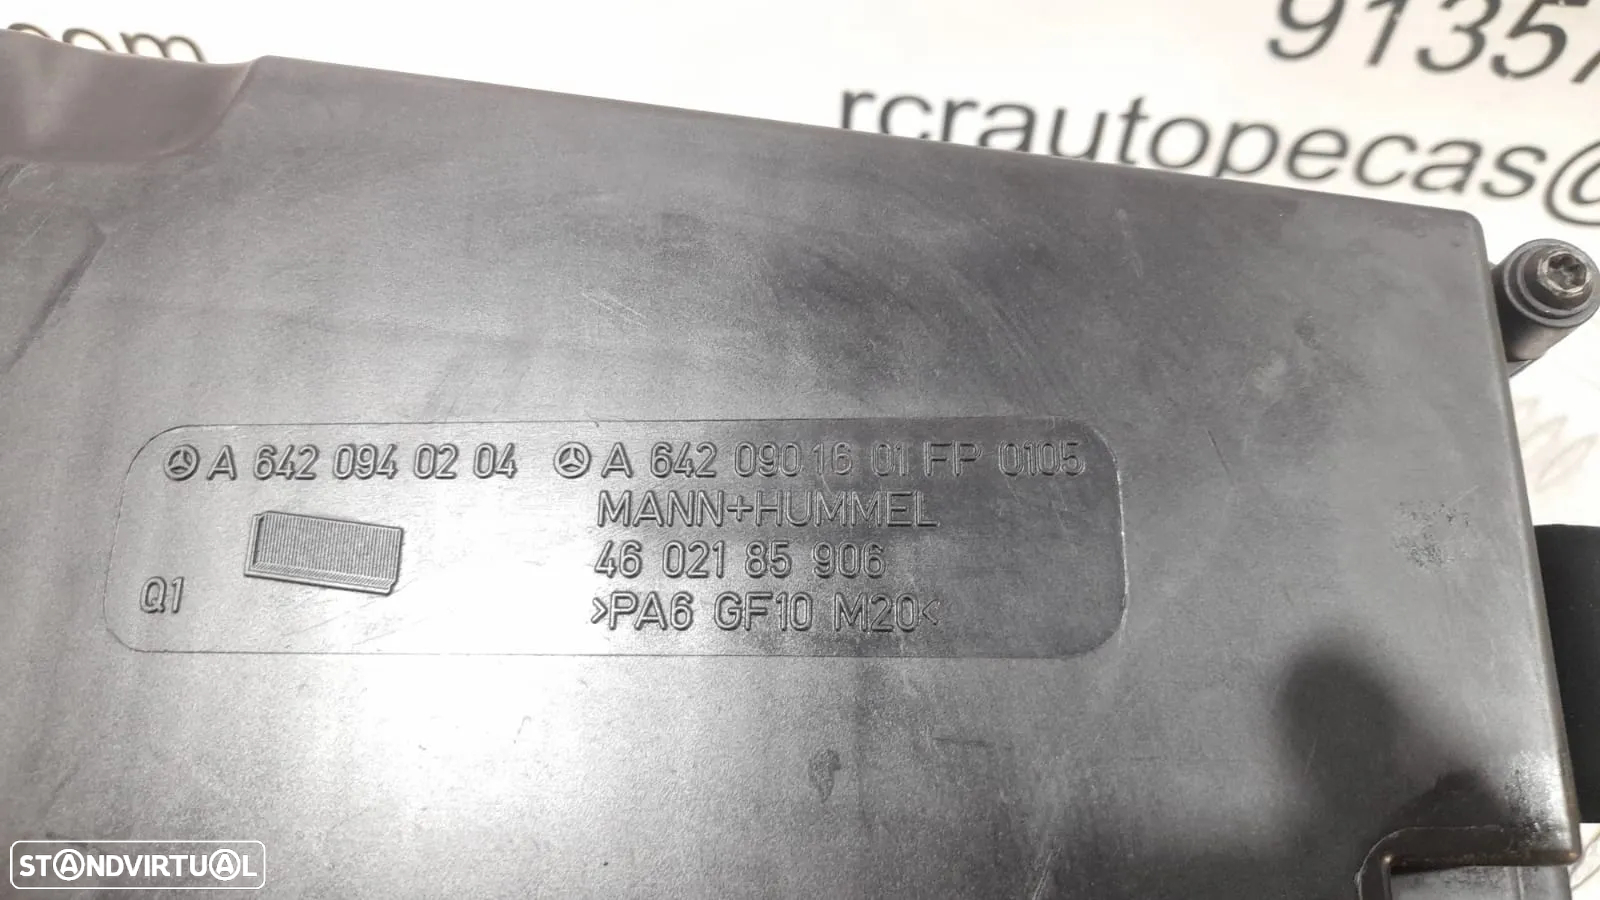 com
9135
rcrautopecas@
A 642 094 02 04 A 642 090 16 01 FP 0105
MANN+HUMMEL
46 021 85 906
Q1
>PA6 GF10 M20<
STANDVIRTUAL